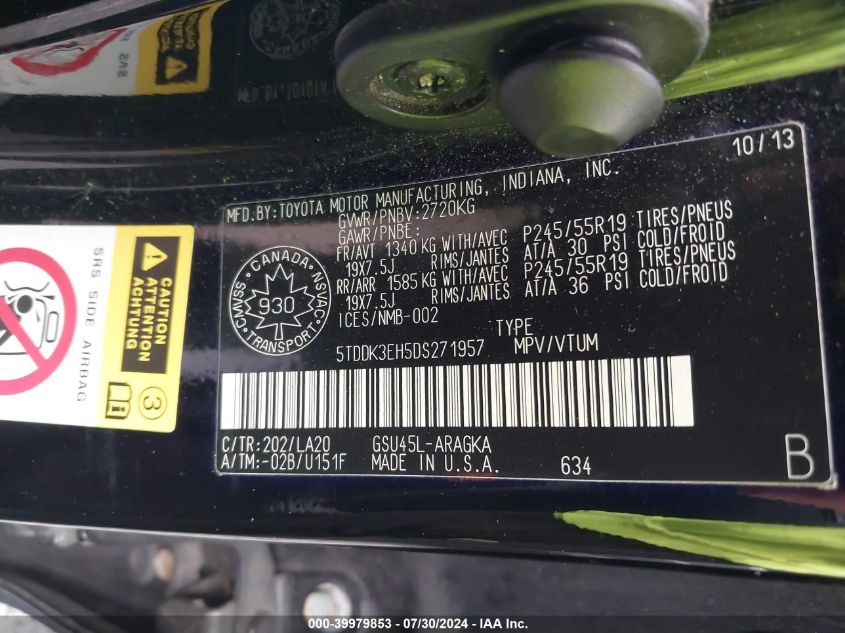 10/13
MFD.BY:TOYOTA MOTOR MANUFACTURING, INDIANA, INC.
GVWR/PNBV:2720KG
GAWR/PNBE:
FR/AVT 1340 KG WITH/AVEC P245/55R19 TIRES/PNEUS
19X7.5J RIMS/JANTES AT/A 30 PSI COLD/FROID
RR/ARR 1585 KG WITH/AVEC P245/55R19 TIRES/PNEUS
19X7.5J RIMS/JANTES AT/A 36 PSI COLD/FROID
ICES/NMB-002
CANADA
CMVSS NSVAC
930
TRANSPORT
TYPE
5TDDK3EH5DS271957 MPV/VTUM
C/TR:202/LA20 GSU45L-ARAGKA
A/TM:-02B/U151F MADE IN U.S.A. 634
B
CAUTION
ATTENTION
ACHTUNG
SRS SIDE AIRBAG
3
000-39979853 - 07/30/2024 - IAA Inc.